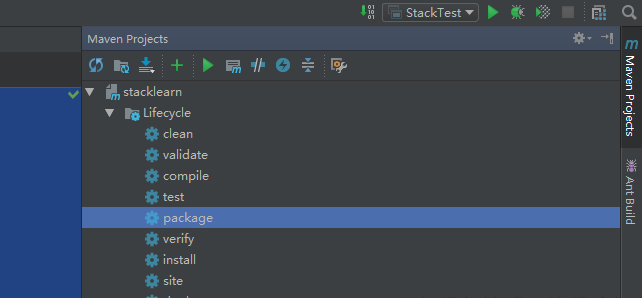 StackTest
Maven Projects
stacklearn
Lifecycle
clean
validate
compile
test
package
verify
install
site
Maven Projects
Ant Build